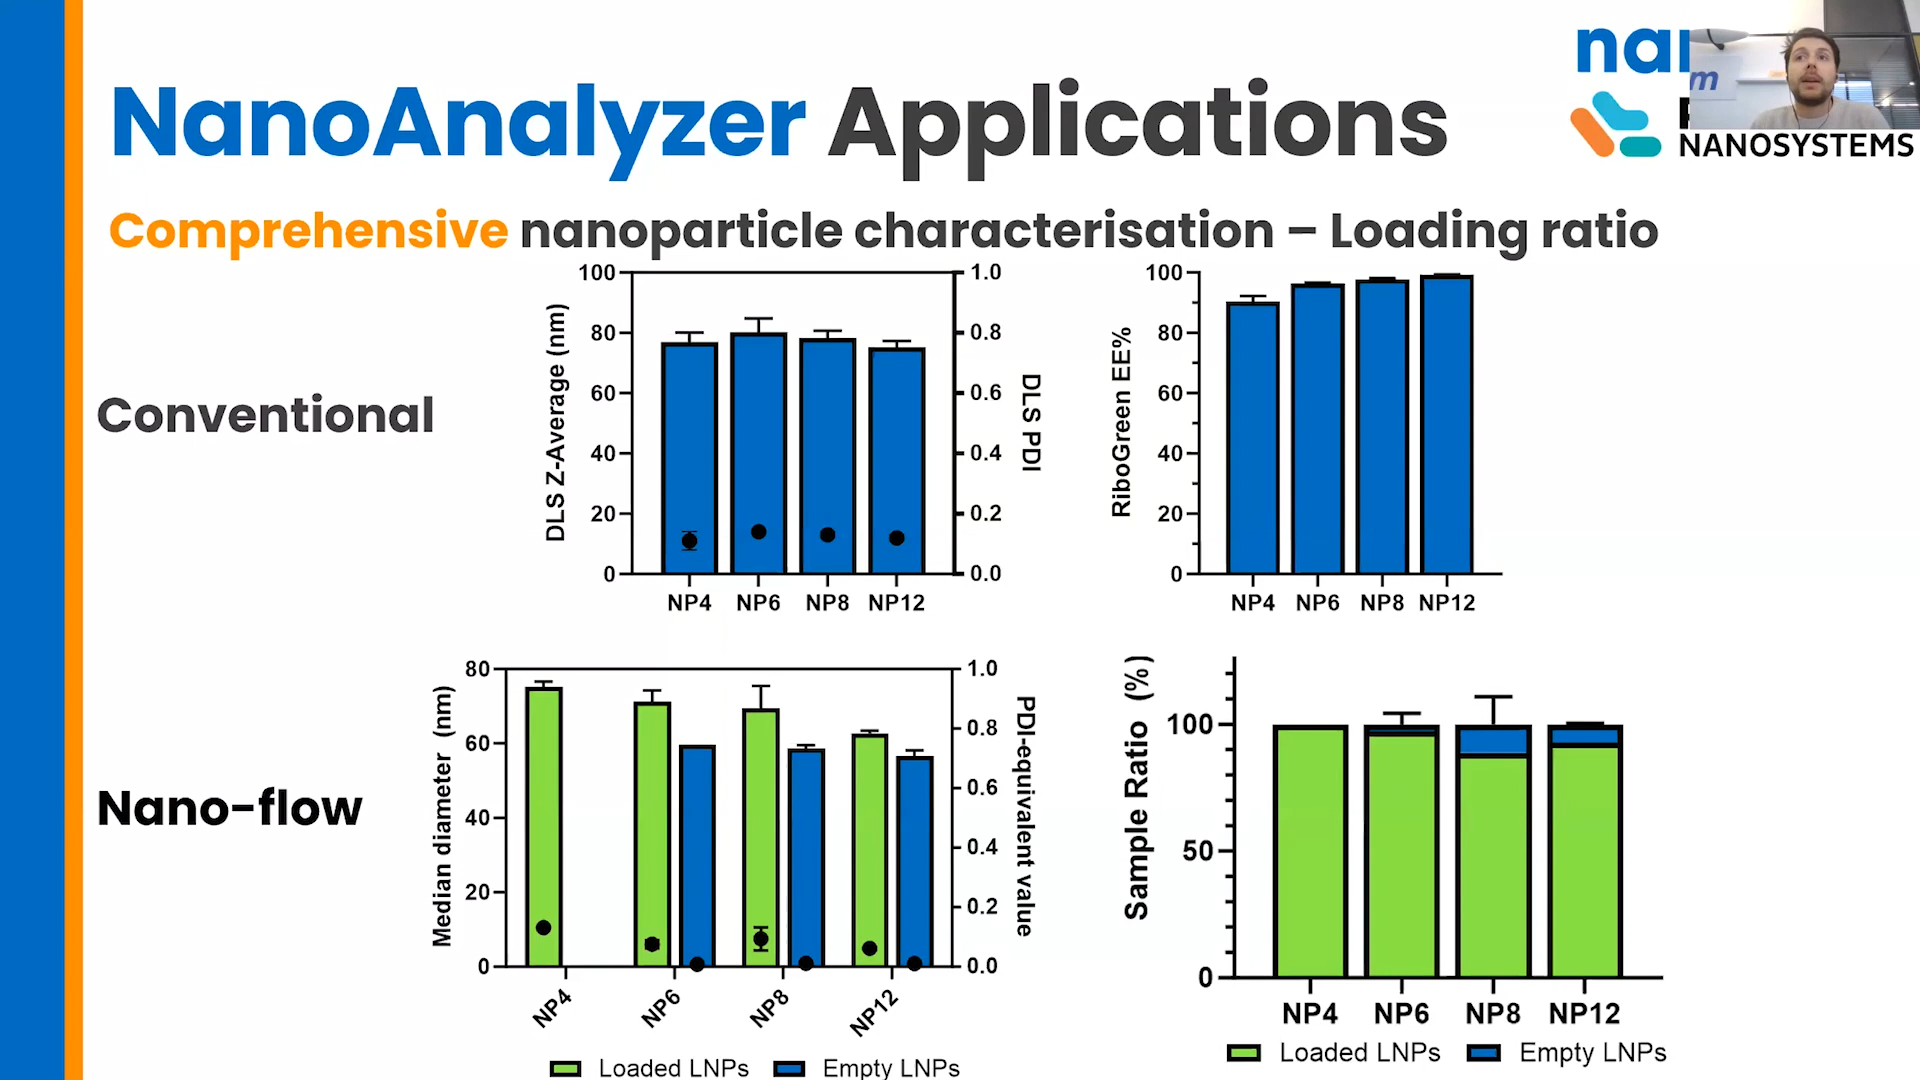 nan
m
NanoAnalyzer Applications
NANOSYSTEMS
Comprehensive nanoparticle characterisation – Loading ratio
Conventional
DLS Z-Average (nm)
100
80
60
40
20
0
1.0
0.8
0.6
0.4
0.2
0.0
DLS PDI
NP4 NP6 NP8 NP12
RiboGreen EE%
100
80
60
40
20
0
NP4 NP6 NP8 NP12
Nano-flow
Median diameter (nm)
80
60
40
20
0
1.0
0.8
0.6
0.4
0.2
0.0
PDI-equivalent value
NP4 NP6 NP8 NP12
Loaded LNPs Empty LNPs
Sample Ratio (%)
100
50
0
NP4 NP6 NP8 NP12
Loaded LNPs Empty LNPs